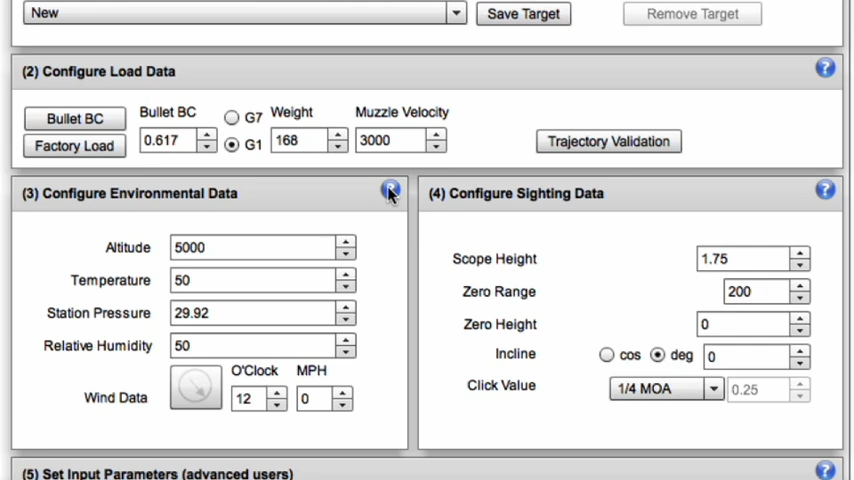 New
Save Target
Remove Target
(2) Configure Load Data
?
Bullet BC
Factory Load
Bullet BC
0.617
G7
G1
Weight
168
Muzzle Velocity
3000
Trajectory Validation
(3) Configure Environmental Data
Altitude 5000
Temperature 50
Station Pressure 29.92
Relative Humidity 50
O'Clock MPH
Wind Data 12 0
(4) Configure Sighting Data
?
Scope Height 1.75
Zero Range 200
Zero Height 0
Incline cos deg 0
Click Value 1/4 MOA 0.25
(5) Set Input Parameters (advanced users)
?